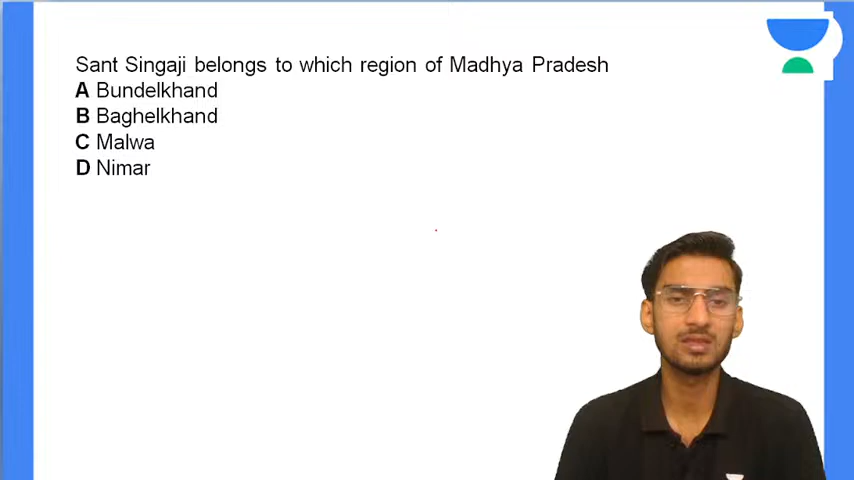 Sant Singaji belongs to which region of Madhya Pradesh
A Bundelkhand
B Baghelkhand
C Malwa
D Nimar